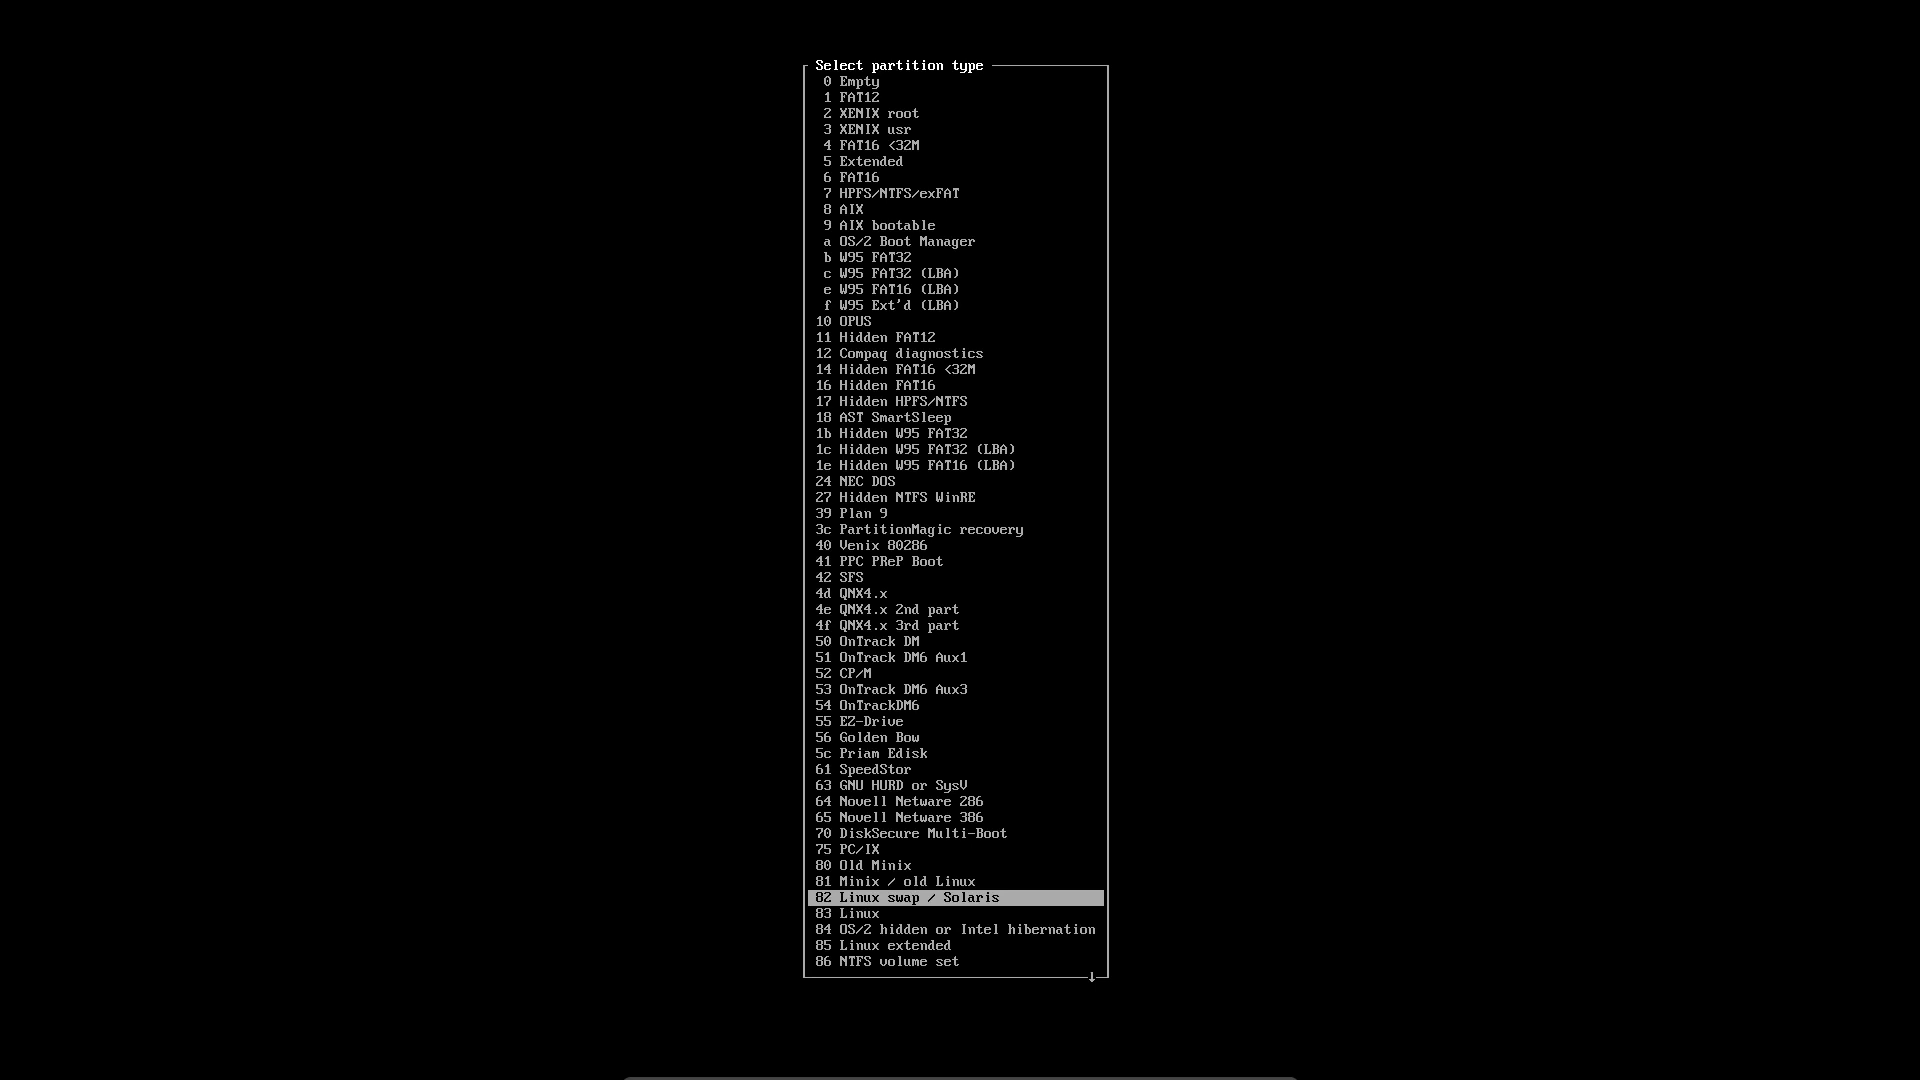 Select partition type
0 Empty
1 FAT12
2 XENIX root
3 XENIX usr
4 FAT16 <32M
5 Extended
6 FAT16
7 HPFS/NTFS/exFAT
8 AIX
9 AIX bootable
a OS/2 Boot Manager
b W95 FAT32
c W95 FAT32 (LBA)
e W95 FAT16 (LBA)
f W95 Ext'd (LBA)
10 OPUS
11 Hidden FAT12
12 Compaq diagnostics
14 Hidden FAT16 <32M
16 Hidden FAT16
17 Hidden HPFS/NTFS
18 AST SmartSleep
1b Hidden W95 FAT32
1c Hidden W95 FAT32 (LBA)
1e Hidden W95 FAT16 (LBA)
24 NEC DOS
27 Hidden NTFS WinRE
39 Plan 9
3c PartitionMagic recovery
40 Venix 80286
41 PPC PReP Boot
42 SFS
4d QNX4.x
4e QNX4.x 2nd part
4f QNX4.x 3rd part
50 OnTrack DM
51 OnTrack DM6 Aux1
52 CP/M
53 OnTrack DM6 Aux3
54 OnTrackDM6
55 EZ-Drive
56 Golden Bow
5c Priam Edisk
61 SpeedStor
63 GNU HURD or SysV
64 Novell Netware 286
65 Novell Netware 386
70 DiskSecure Multi-Boot
75 PC/IX
80 Old Minix
81 Minix / old Linux
82 Linux swap / Solaris
83 Linux
84 OS/2 hidden or Intel hibernation
85 Linux extended
86 NTFS volume set